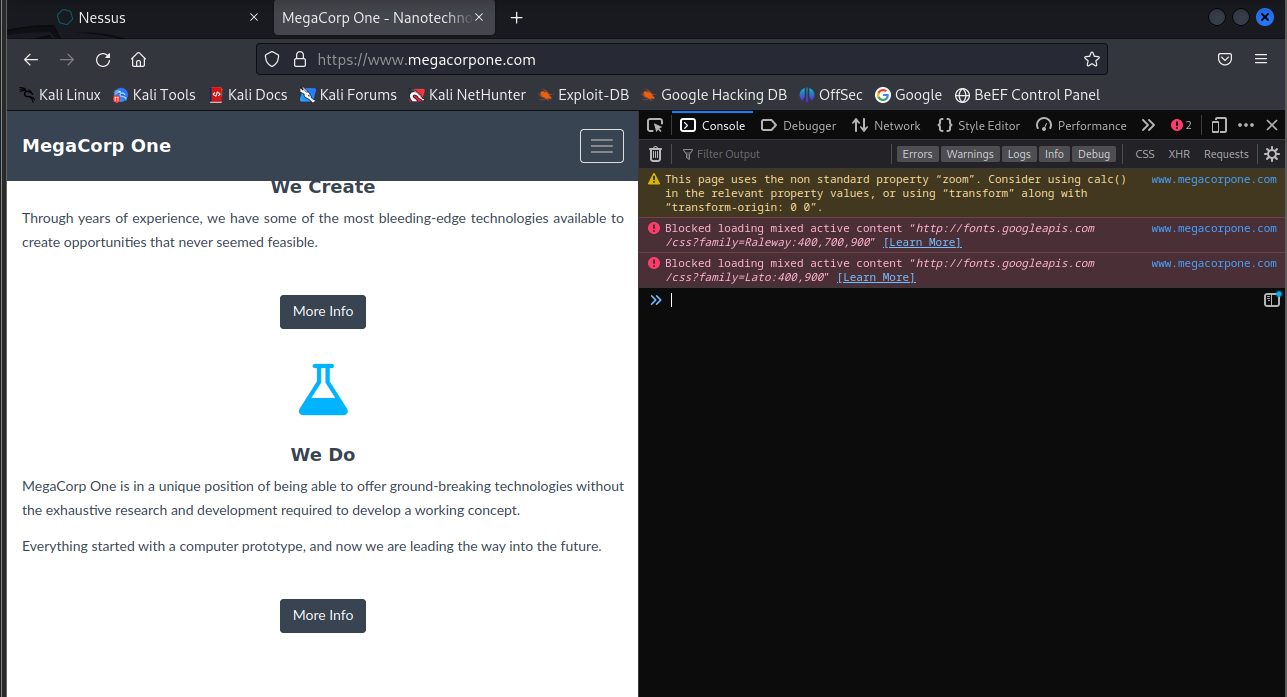 Nessus
MegaCorp One - Nanotechno
https://www.megacorpone.com
Kali Linux Kali Tools Kali Docs Kali Forums Kali NetHunter Exploit-DB Google Hacking DB OffSec Google BeEF Control Panel
MegaCorp One
We Create
Through years of experience, we have some of the most bleeding-edge technologies available to
create opportunities that never seemed feasible.
More Info
We Do
MegaCorp One is in a unique position of being able to offer ground-breaking technologies without
the exhaustive research and development required to develop a working concept.
Everything started with a computer prototype, and now we are leading the way into the future.
More Info
Console Debugger Network Style Editor Performance 2
Filter Output Errors Warnings Logs Info Debug CSS XHR Requests
This page uses the non standard property “zoom”. Consider using calc() www.megacorpone.com
in the relevant property values, or using “transform” along with
“transform-origin: 0 0”.
Blocked loading mixed active content “http://fonts.googleapis.com www.megacorpone.com
/css?family=Raleway:400,700,900” [Learn More]
Blocked loading mixed active content “http://fonts.googleapis.com www.megacorpone.com
/css?family=Lato:400,900” [Learn More]